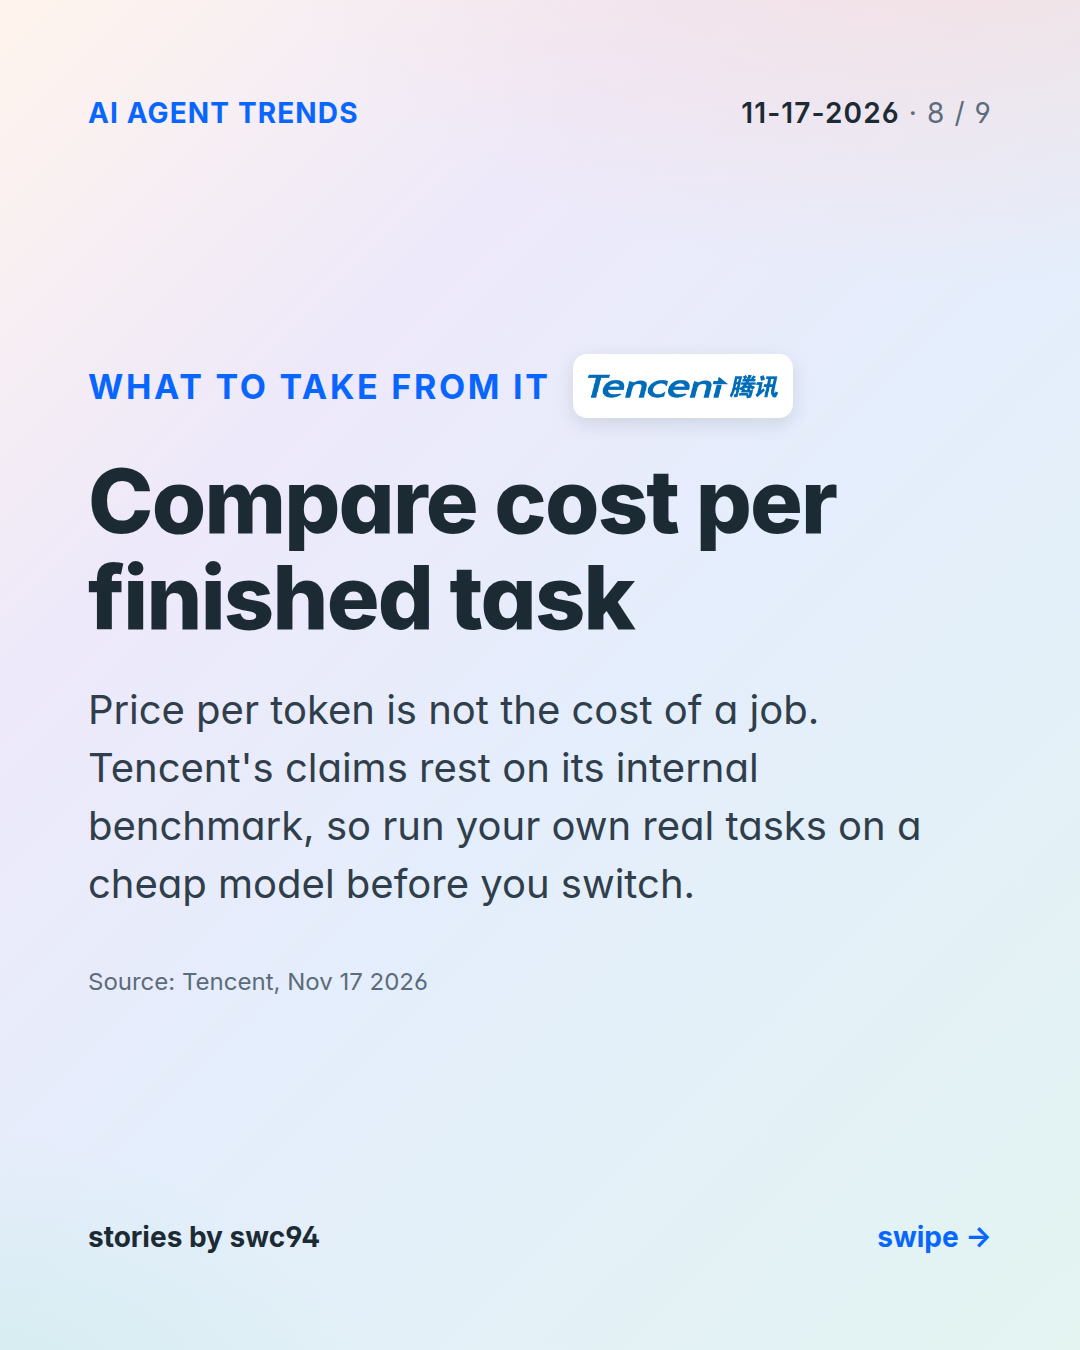 AI AGENT TRENDS
11-17-2026 · 8 / 9
WHAT TO TAKE FROM IT
Tencent 腾讯
Compare cost per
finished task
Price per token is not the cost of a job.
Tencent's claims rest on its internal
benchmark, so run your own real tasks on a
cheap model before you switch.
Source: Tencent, Nov 17 2026
stories by swc94
swipe →